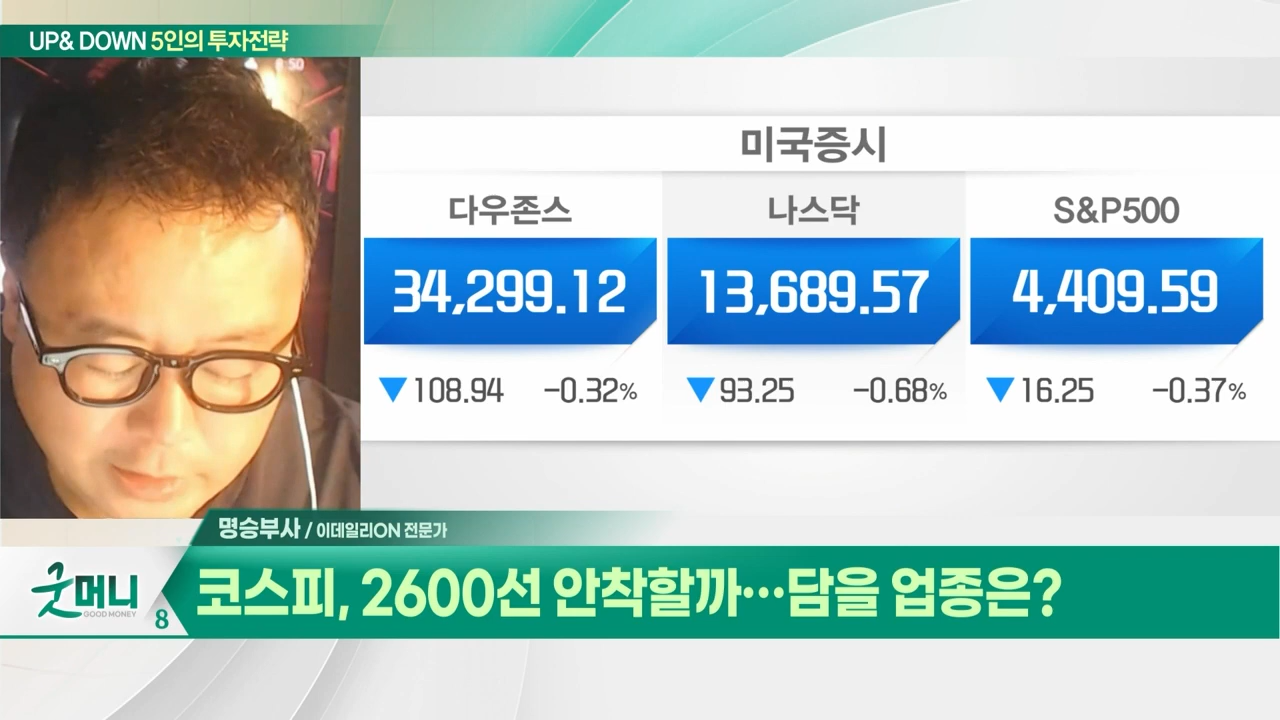 UP& DOWN 5인의 투자전략
8:50
미국증시
다우존스
나스닥
S&P500
34,299.12
13,689.57
4,409.59
▼108.94 -0.32%
▼93.25 -0.68%
▼16.25 -0.37%
명승부사 / 이데일리ON 전문가
굿머니
GOOD MONEY
8
코스피, 2600선 안착할까…담을 업종은?